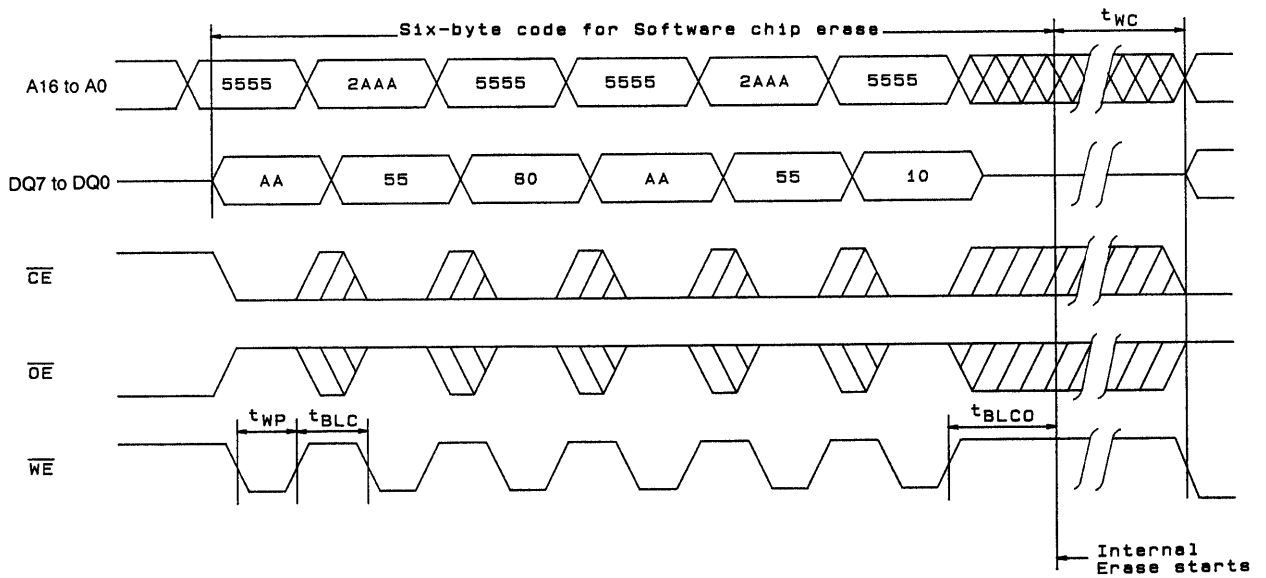 Six-byte code for Software chip erase
tWC
A16 to A0
5555
2AAA
5555
5555
2AAA
5555
DQ7 to DQ0
AA
55
80
AA
55
10
CE
OE
tWP
tBLC
tBLCO
WE
Internal
Erase starts